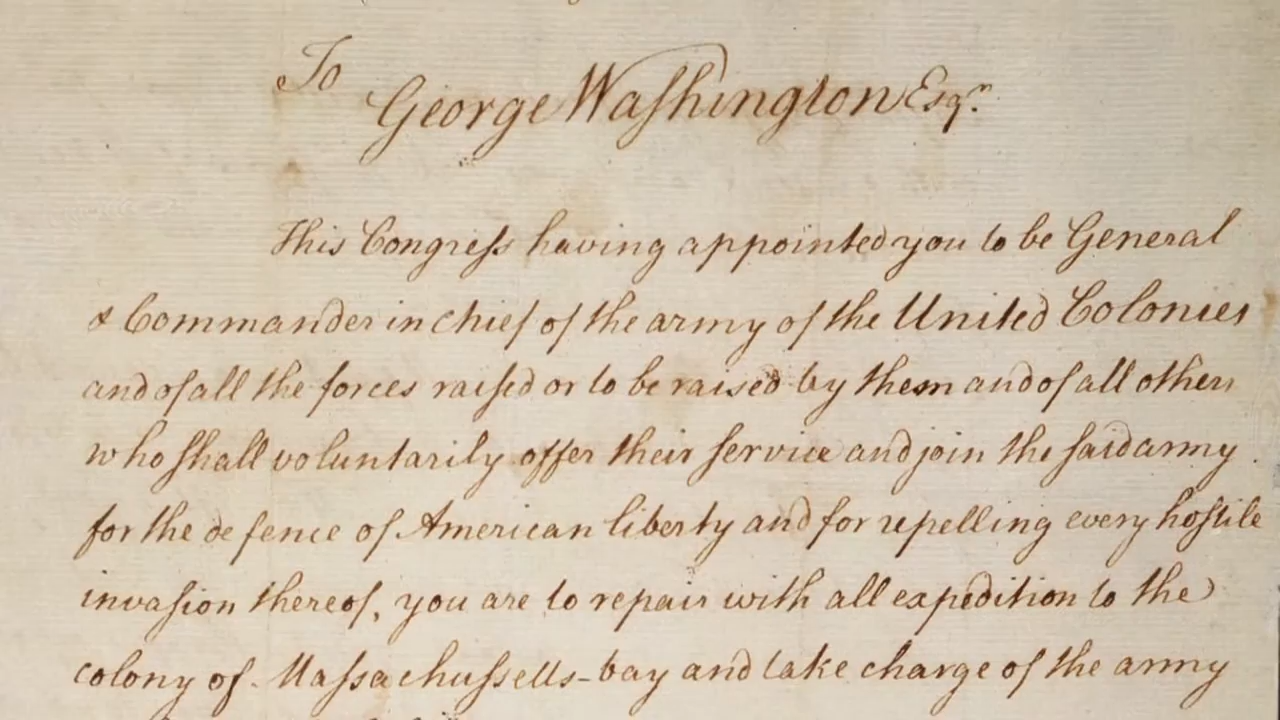 To
George Washington Esqr.
This Congress having appointed you to be General
& Commander in chief of the army of the United Colonies
and of all the forces raised or to be raised by them and of all others
who shall voluntarily offer their service and join the said army
for the defence of American liberty and for repelling every hostile
invasion thereof, you are to repair with all expedition to the
colony of Massachussetts-bay and take charge of the army